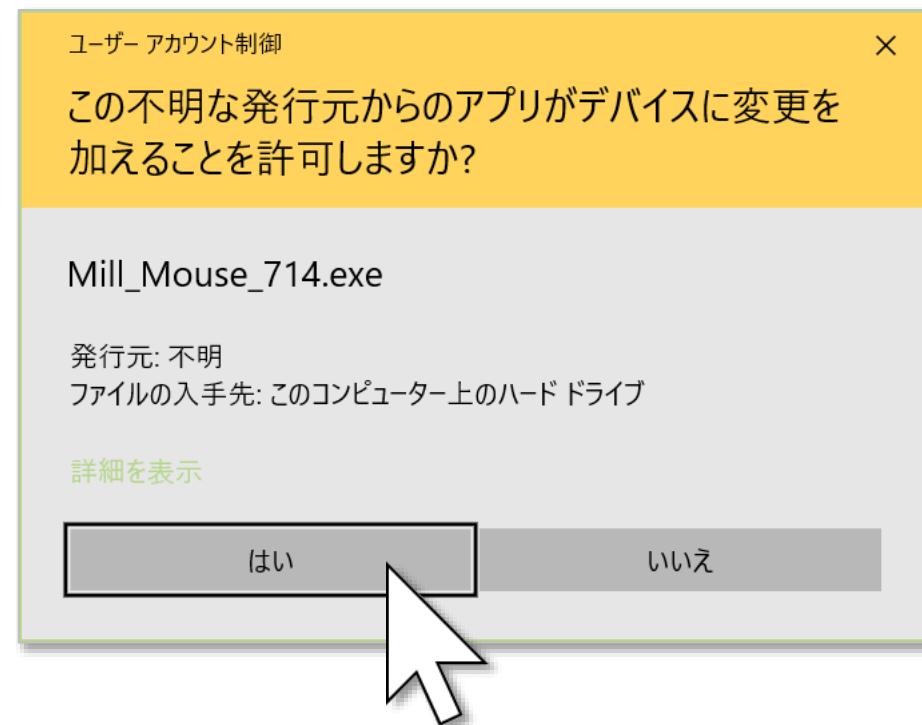 ユーザー アカウント制御
この不明な発行元からのアプリがデバイスに変更を
加えることを許可しますか?
Mill_Mouse_714.exe
発行元: 不明
ファイルの入手先: このコンピューター上のハード ドライブ
詳細を表示
はい
いいえ